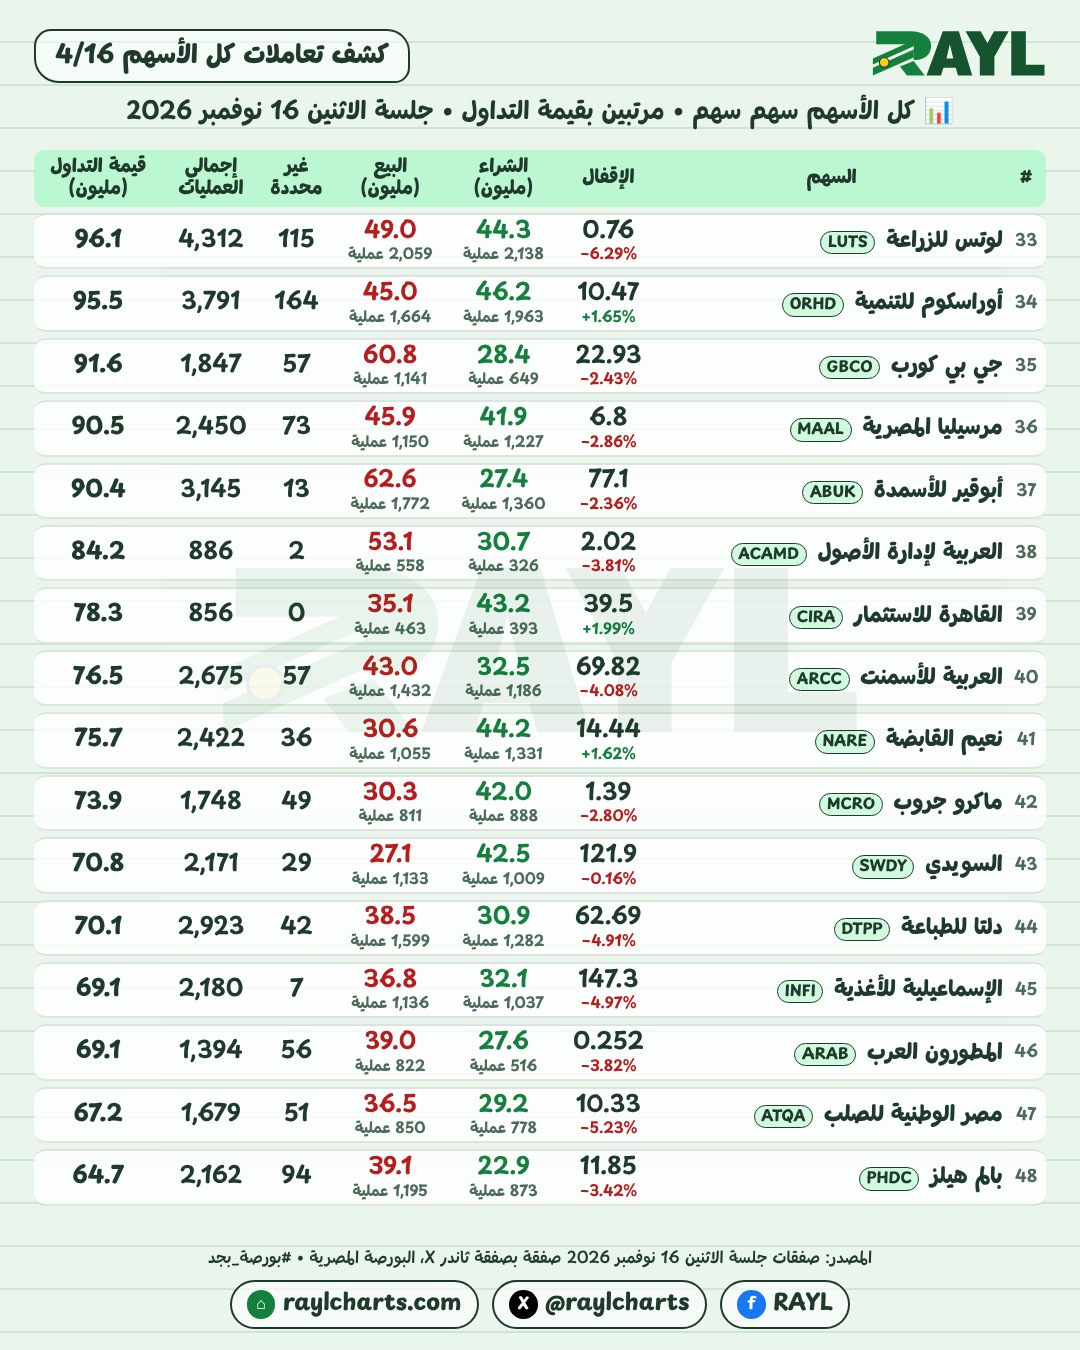 RAYL
كشف تعاملات كل الأسهم 4/16
📊 كل الأسهم سهم سهم • مرتبين بقيمة التداول • جلسة الاثنين 16 نوفمبر 2026
# السهم الإقفال الشراء (مليون) البيع (مليون) غير محددة إجمالي العمليات قيمة التداول (مليون)
33 لوتس للزراعة LUTS 0.76 44.3 49.0 115 4,312 96.1
-6.29% 2,138 عملية 2,059 عملية
34 أوراسكوم للتنمية ORHD 10.47 46.2 45.0 164 3,791 95.5
+1.65% 1,963 عملية 1,664 عملية
35 جي بي كورب GBCO 22.93 28.4 60.8 57 1,847 91.6
-2.43% 649 عملية 1,141 عملية
36 مرسيليا المصرية MAAL 6.8 41.9 45.9 73 2,450 90.5
-2.86% 1,227 عملية 1,150 عملية
37 أبوقير للأسمدة ABUK 77.1 27.4 62.6 13 3,145 90.4
-2.36% 1,360 عملية 1,772 عملية
38 العربية لإدارة الأصول ACAMD 2.02 30.7 53.1 2 886 84.2
-3.81% 326 عملية 558 عملية
39 القاهرة للاستثمار CIRA 39.5 43.2 35.1 0 856 78.3
+1.99% 393 عملية 463 عملية
40 العربية للأسمنت ARCC 69.82 32.5 43.0 57 2,675 76.5
-4.08% 1,186 عملية 1,432 عملية
41 نعيم القابضة NARE 14.44 44.2 30.6 36 2,422 75.7
+1.62% 1,331 عملية 1,055 عملية
42 ماكرو جروب MCRO 1.39 42.0 30.3 49 1,748 73.9
-2.80% 888 عملية 811 عملية
43 السويدي SWDY 121.9 42.5 27.1 29 2,171 70.8
-0.16% 1,009 عملية 1,133 عملية
44 دلتا للطباعة DTPP 62.69 30.9 38.5 42 2,923 70.1
-4.91% 1,282 عملية 1,599 عملية
45 الإسماعيلية للأغذية INFI 147.3 32.1 36.8 7 2,180 69.1
-4.97% 1,037 عملية 1,136 عملية
46 المطورون العرب ARAB 0.252 27.6 39.0 56 1,394 69.1
-3.82% 516 عملية 822 عملية
47 مصر الوطنية للصلب ATQA 10.33 29.2 36.5 51 1,679 67.2
-5.23% 778 عملية 850 عملية
48 بالم هيلز PHDC 11.85 22.9 39.1 94 2,162 64.7
-3.42% 873 عملية 1,195 عملية
المصدر: صفقات جلسة الاثنين 16 نوفمبر 2026 صفقة بصفقة ثاندر X، البورصة المصرية • #بورصة_بجد
raylcharts.com @raylcharts RAYL